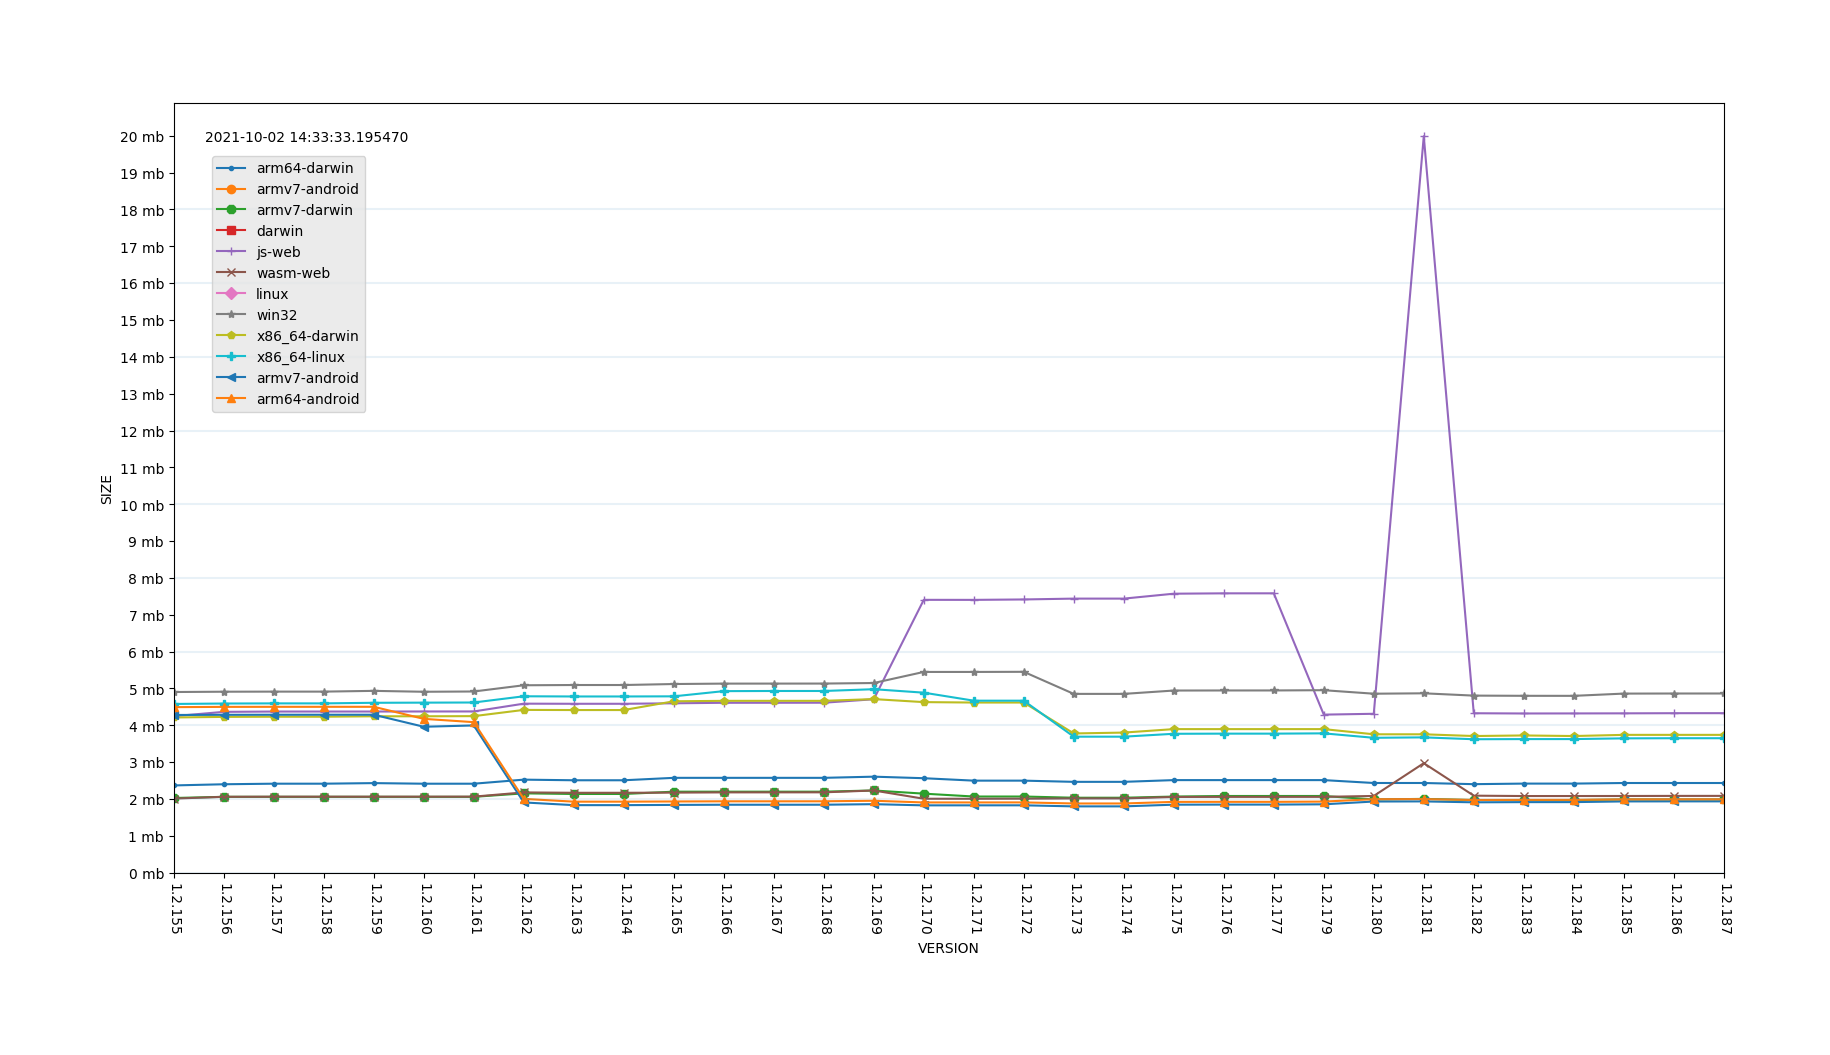 2021-10-02 14:33:33.195470
arm64-darwin
armv7-android
armv7-darwin
darwin
js-web
wasm-web
linux
win32
x86_64-darwin
x86_64-linux
armv7-android
arm64-android
20 mb
19 mb
18 mb
17 mb
16 mb
15 mb
14 mb
13 mb
12 mb
11 mb
10 mb
9 mb
8 mb
7 mb
6 mb
5 mb
4 mb
3 mb
2 mb
1 mb
0 mb
SIZE
1.2.155
1.2.156
1.2.157
1.2.158
1.2.159
1.2.160
1.2.161
1.2.162
1.2.163
1.2.164
1.2.165
1.2.166
1.2.167
1.2.168
1.2.169
1.2.170
1.2.171
1.2.172
1.2.173
1.2.174
1.2.175
1.2.176
1.2.177
1.2.179
1.2.180
1.2.181
1.2.182
1.2.183
1.2.184
1.2.185
1.2.186
1.2.187
VERSION